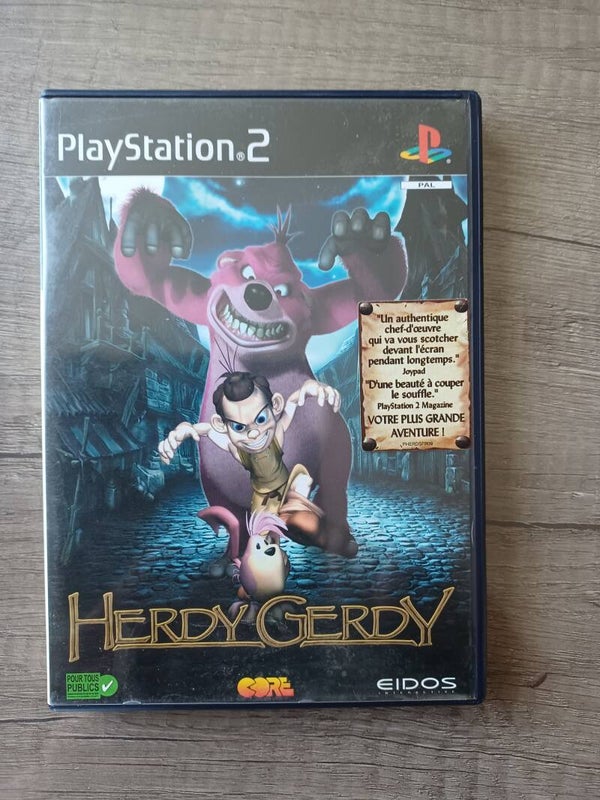 PlayStation®2
PAL
"Un authentique
chef-d'œuvre
qui va vous scotcher
devant l'écran
pendant longtemps."
Joypad
"D'une beauté à couper
le souffle."
PlayStation 2 Magazine
VOTRE PLUS GRANDE
AVENTURE !
HERDY GERDY
POUR TOUS
PUBLICS
CORE
EIDOS
INTERACTIVE